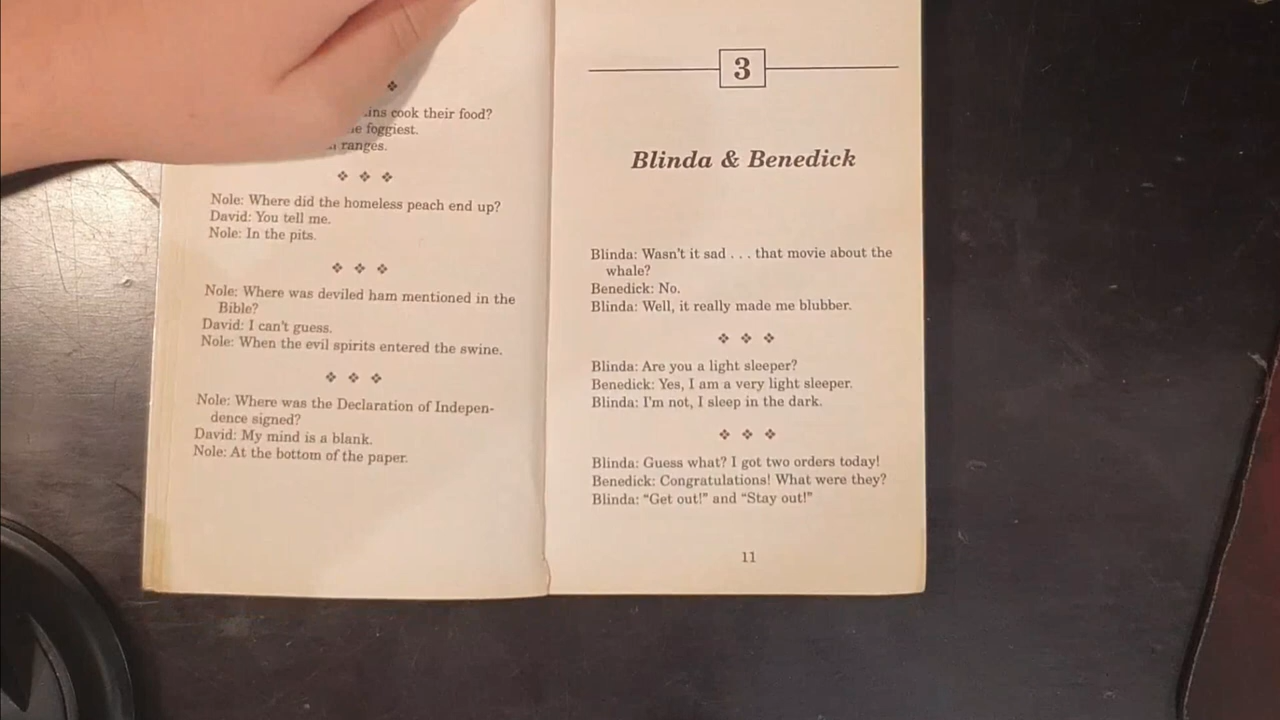 cook their food?
foggiest.
ranges.
Nole: Where did the homeless peach end up?
David: You tell me.
Nole: In the pits.
Nole: Where was deviled ham mentioned in the
Bible?
David: I can't guess.
Nole: When the evil spirits entered the swine.
Nole: Where was the Declaration of Indepen-
dence signed?
David: My mind is a blank.
Nole: At the bottom of the paper.
3
Blinda & Benedick
Blinda: Wasn't it sad . . . that movie about the
whale?
Benedick: No.
Blinda: Well, it really made me blubber.
Blinda: Are you a light sleeper?
Benedick: Yes, I am a very light sleeper.
Blinda: I'm not, I sleep in the dark.
Blinda: Guess what? I got two orders today!
Benedick: Congratulations! What were they?
Blinda: “Get out!” and “Stay out!”
11